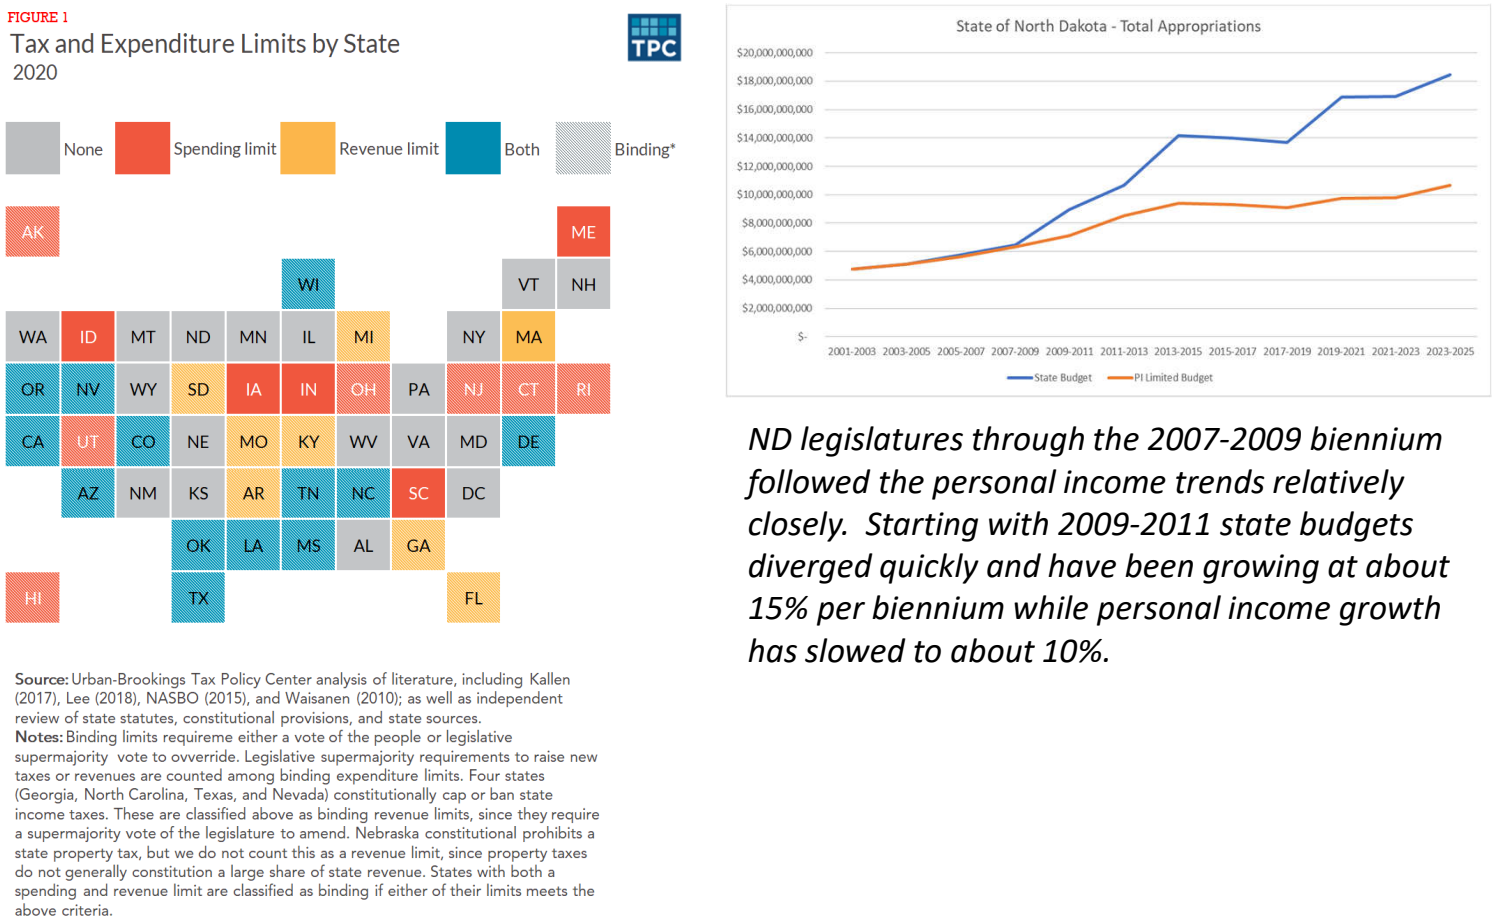 FIGURE 1
Tax and Expenditure Limits by State
2020
TPC
None
Spending limit
Revenue limit
Both
Binding*
AK
ME
WI
VT
NH
WA
ID
MT
ND
MN
IL
MI
NY
MA
OR
NV
WY
SD
IA
IN
OH
PA
NJ
CT
RI
CA
UT
CO
NE
MO
KY
WV
VA
MD
DE
AZ
NM
KS
AR
TN
NC
SC
DC
OK
LA
MS
AL
GA
HI
TX
FL
Source: Urban-Brookings Tax Policy Center analysis of literature, including Kallen
(2017), Lee (2018), NASBO (2015), and Waisanen (2010); as well as independent
review of state statutes, constitutional provisions, and state sources.
Notes: Binding limits requireme either a vote of the people or legislative
supermajority vote to ovverride. Legislative supermajority requirements to raise new
taxes or revenues are counted among binding expenditure limits. Four states
(Georgia, North Carolina, Texas, and Nevada) constitutionally cap or ban state
income taxes. These are classified above as binding revenue limits, since they require
a supermajority vote of the legislature to amend. Nebraska constitutional prohibits a
state property tax, but we do not count this as a revenue limit, since property taxes
do not generally constitution a large share of state revenue. States with both a
spending and revenue limit are classified as binding if either of their limits meets the
above criteria.
State of North Dakota - Total Appropriations
$20,000,000,000
$18,000,000,000
$16,000,000,000
$14,000,000,000
$12,000,000,000
$10,000,000,000
$8,000,000,000
$6,000,000,000
$4,000,000,000
$2,000,000,000
$-
2001-2003 2003-2005 2005-2007 2007-2009 2009-2011 2011-2013 2013-2015 2015-2017 2017-2019 2019-2021 2021-2023 2023-2025
State Budget
PI Limited Budget
ND legislatures through the 2007-2009 biennium
followed the personal income trends relatively
closely. Starting with 2009-2011 state budgets
diverged quickly and have been growing at about
15% per biennium while personal income growth
has slowed to about 10%.